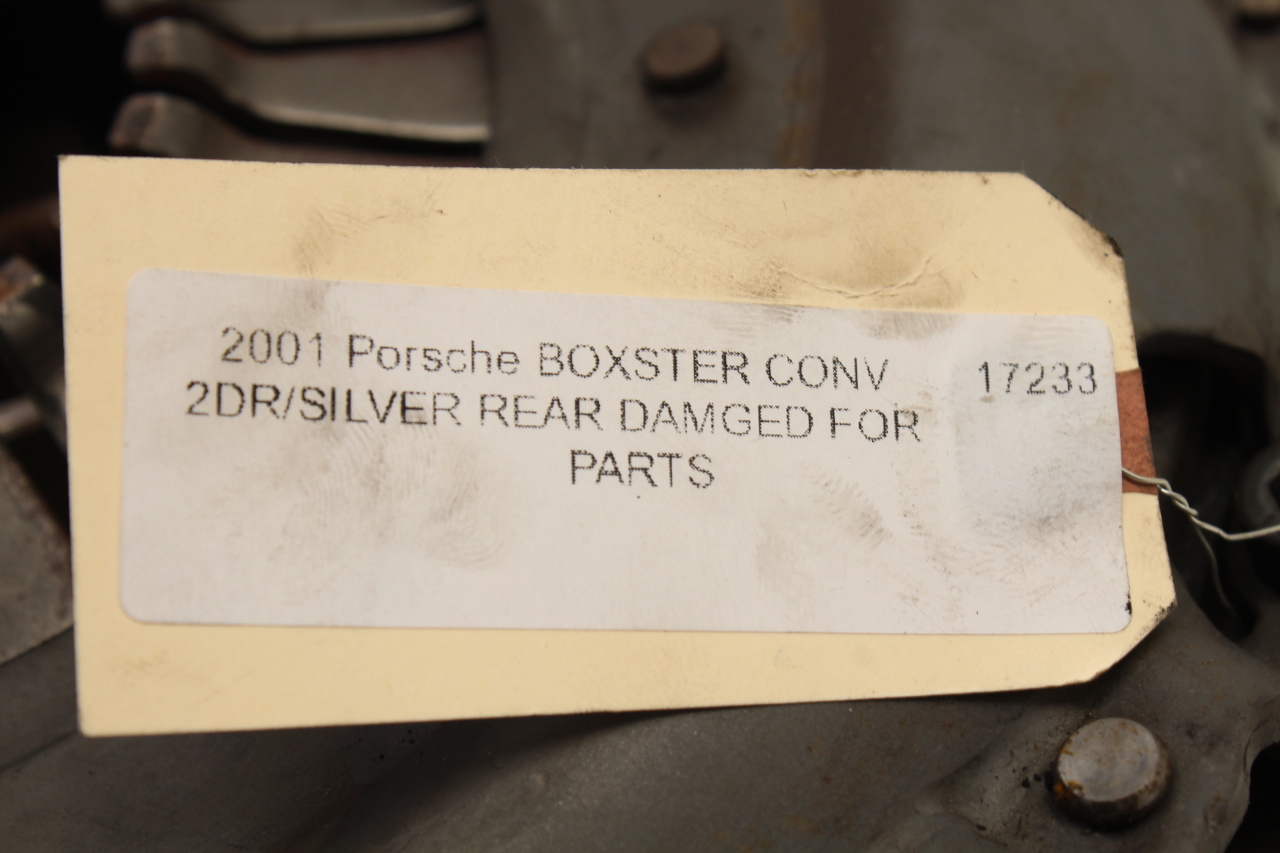 2001 Porsche BOXSTER CONV 17233
2DR/SILVER REAR DAMGED FOR
PARTS